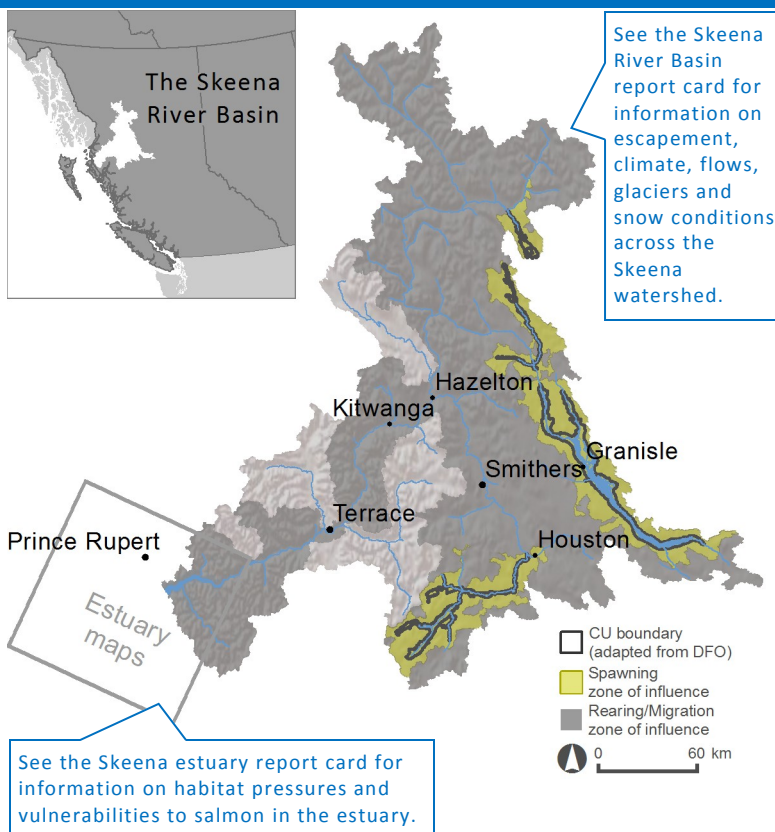 The Skeena
River Basin
See the Skeena
River Basin
report card for
information on
escapement,
climate, flows,
glaciers and
snow conditions
across the
Skeena
watershed.
Hazelton
Kitwanga
Granisle
Smithers
Terrace
Prince Rupert
Houston
Estuary
maps
CU boundary
(adapted from DFO)
Spawning
zone of influence
Rearing/Migration
zone of influence
0 60 km
See the Skeena estuary report card for
information on habitat pressures and
vulnerabilities to salmon in the estuary.